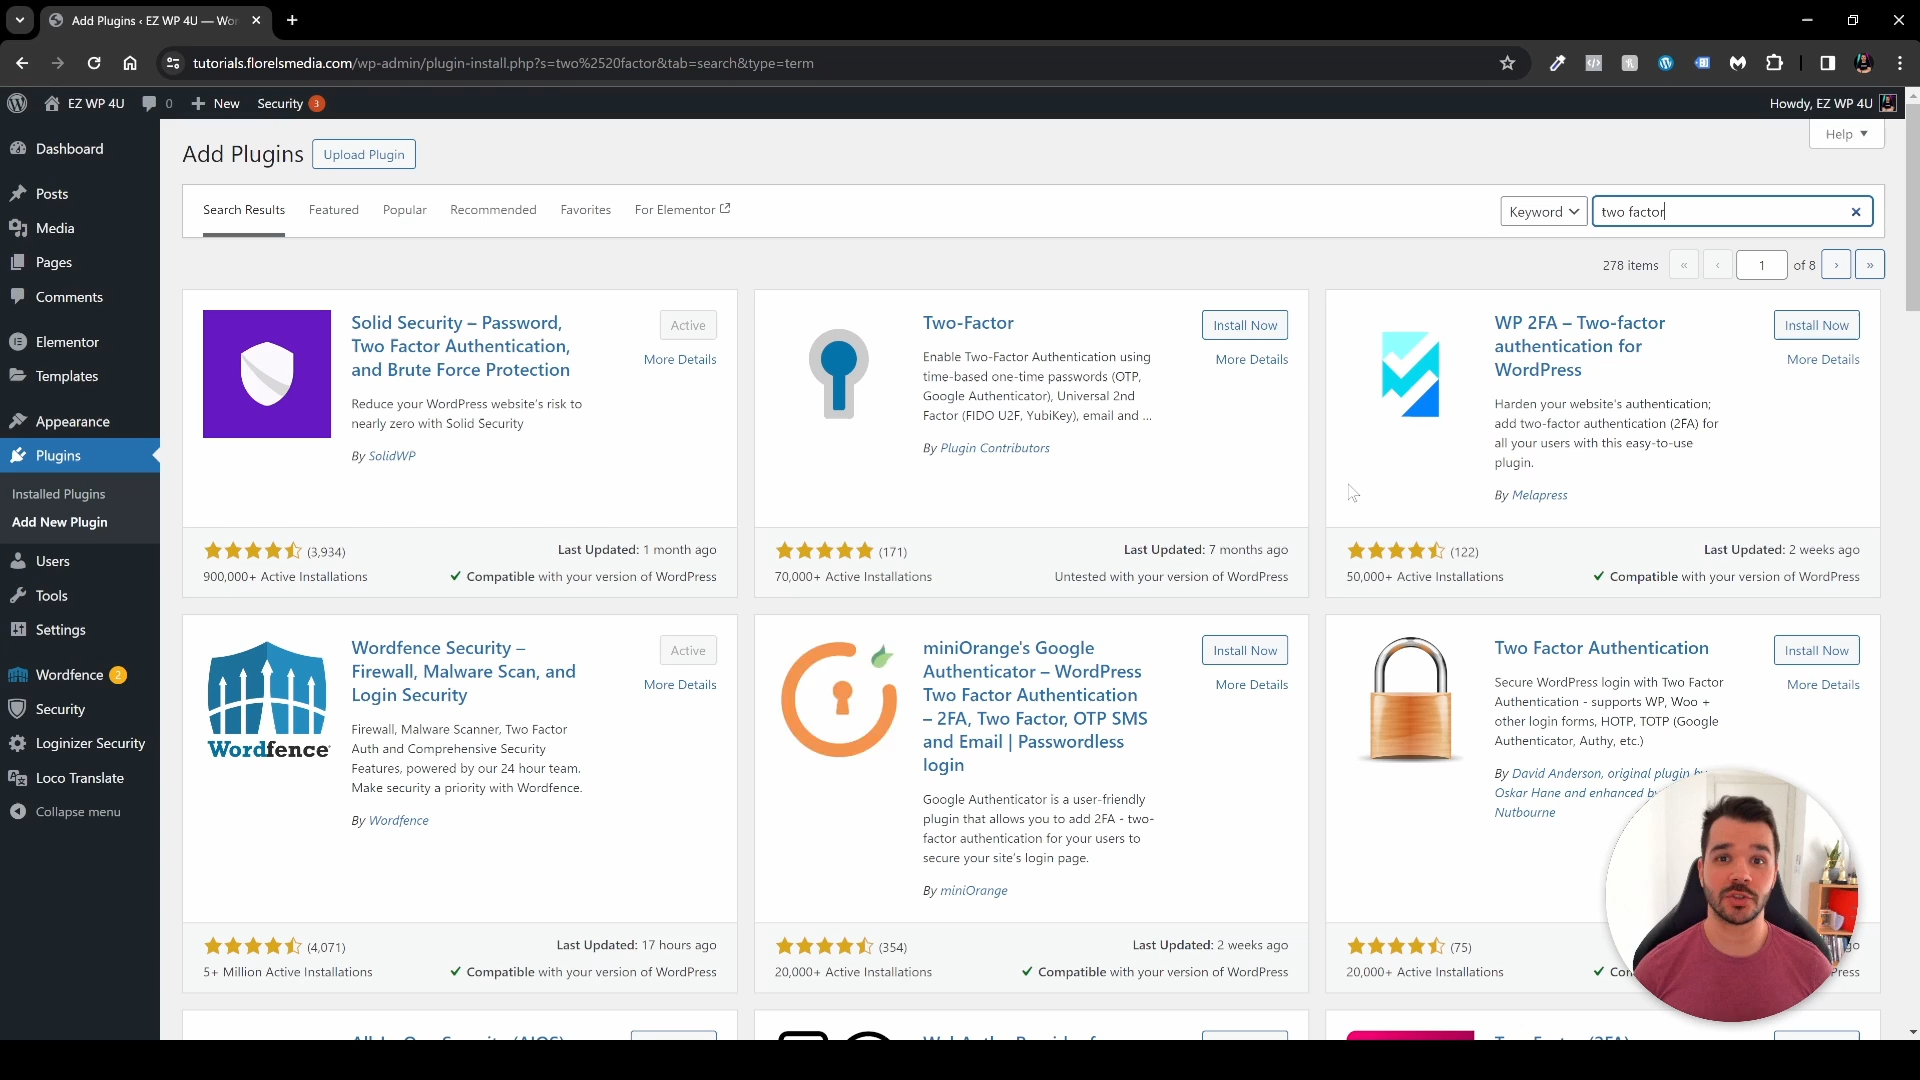 Add Plugins ‹ EZ WP 4U — Wo
tutorials.florelsmedia.com/wp-admin/plugin-install.php?s=two%2520factor&tab=search&type=term
EZ WP 4U
0
New
Security 3
Howdy, EZ WP 4U
Help
Dashboard
Posts
Media
Pages
Comments
Elementor
Templates
Appearance
Plugins
Installed Plugins
Add New Plugin
Users
Tools
Settings
Wordfence 2
Security
Loginizer Security
Loco Translate
Collapse menu
Add Plugins
Upload Plugin
Search Results
Featured
Popular
Recommended
Favorites
For Elementor
Keyword
two factor
278 items « ‹ 1 of 8 › »
Solid Security – Password,
Two Factor Authentication,
and Brute Force Protection
Active
More Details
Reduce your WordPress website's risk to
nearly zero with Solid Security
By SolidWP
(3,934)
900,000+ Active Installations
Last Updated: 1 month ago
Compatible with your version of WordPress
Two-Factor
Install Now
More Details
Enable Two-Factor Authentication using
time-based one-time passwords (OTP,
Google Authenticator), Universal 2nd
Factor (FIDO U2F, YubiKey), email and ...
By Plugin Contributors
(171)
70,000+ Active Installations
Last Updated: 7 months ago
Untested with your version of WordPress
WP 2FA – Two-factor
authentication for
WordPress
Install Now
More Details
Harden your website's authentication;
add two-factor authentication (2FA) for
all your users with this easy-to-use
plugin.
By Melapress
(122)
50,000+ Active Installations
Last Updated: 2 weeks ago
Compatible with your version of WordPress
Wordfence
Wordfence Security –
Firewall, Malware Scan, and
Login Security
Active
More Details
Firewall, Malware Scanner, Two Factor
Auth and Comprehensive Security
Features, powered by our 24 hour team.
Make security a priority with Wordfence.
By Wordfence
(4,071)
5+ Million Active Installations
Last Updated: 17 hours ago
Compatible with your version of WordPress
miniOrange's Google
Authenticator – WordPress
Two Factor Authentication
– 2FA, Two Factor, OTP SMS
and Email | Passwordless
login
Install Now
More Details
Google Authenticator is a user-friendly
plugin that allows you to add 2FA - two-
factor authentication for your users to
secure your site's login page.
By miniOrange
(354)
20,000+ Active Installations
Last Updated: 2 weeks ago
Compatible with your version of WordPress
Two Factor Authentication
Install Now
More Details
Secure WordPress login with Two Factor
Authentication - supports WP, Woo +
other login forms, HOTP, TOTP (Google
Authenticator, Authy, etc.)
By David Anderson, original plugin by
Oskar Hane and enhanced by
Nutbourne
(75)
20,000+ Active Installations